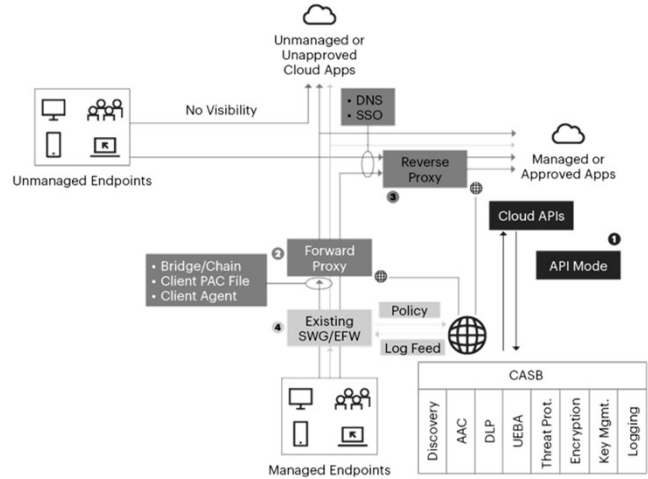 Unmanaged or
Unapproved
Cloud Apps
No Visibility
• DNS
• SSO
Unmanaged Endpoints
Reverse
Proxy
3
Managed or
Approved Apps
Cloud APIs
1
API Mode
2
Forward
Proxy
• Bridge/Chain
• Client PAC File
• Client Agent
4
Existing
SWG/EFW
Policy
Log Feed
CASB
Discovery
AAC
DLP
UEBA
Threat Prot.
Encryption
Key Mgmt.
Logging
Managed Endpoints